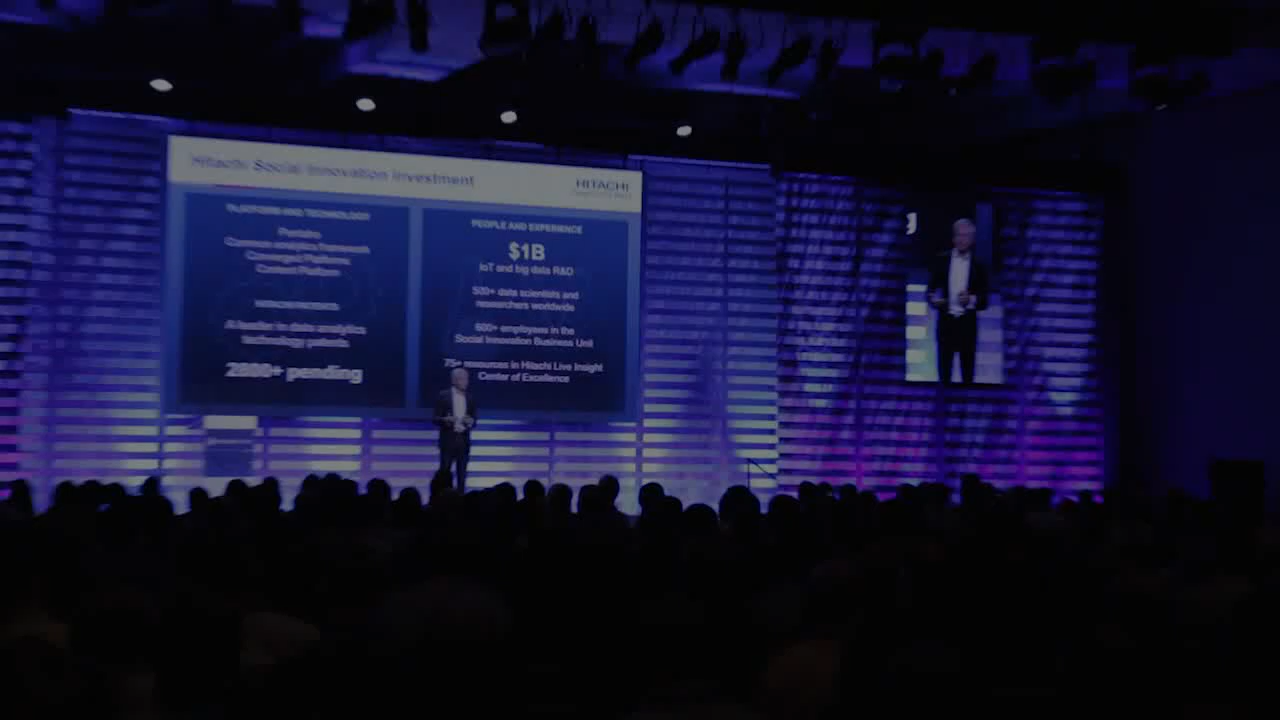 Hitachi Social Innovation Investment
HITACHI
PLATFORM AND TECHNOLOGY
Pentaho
Common analytics framework
Converged Platforms
Content Platform
A leader in data analytics
technology patents
2800+ pending
PEOPLE AND EXPERIENCE
$1B
IoT and big data R&D
500+ data scientists and
researchers worldwide
600+ employees in the
Social Innovation Business Unit
75+ resources in Hitachi Live Insight
Center of Excellence
g